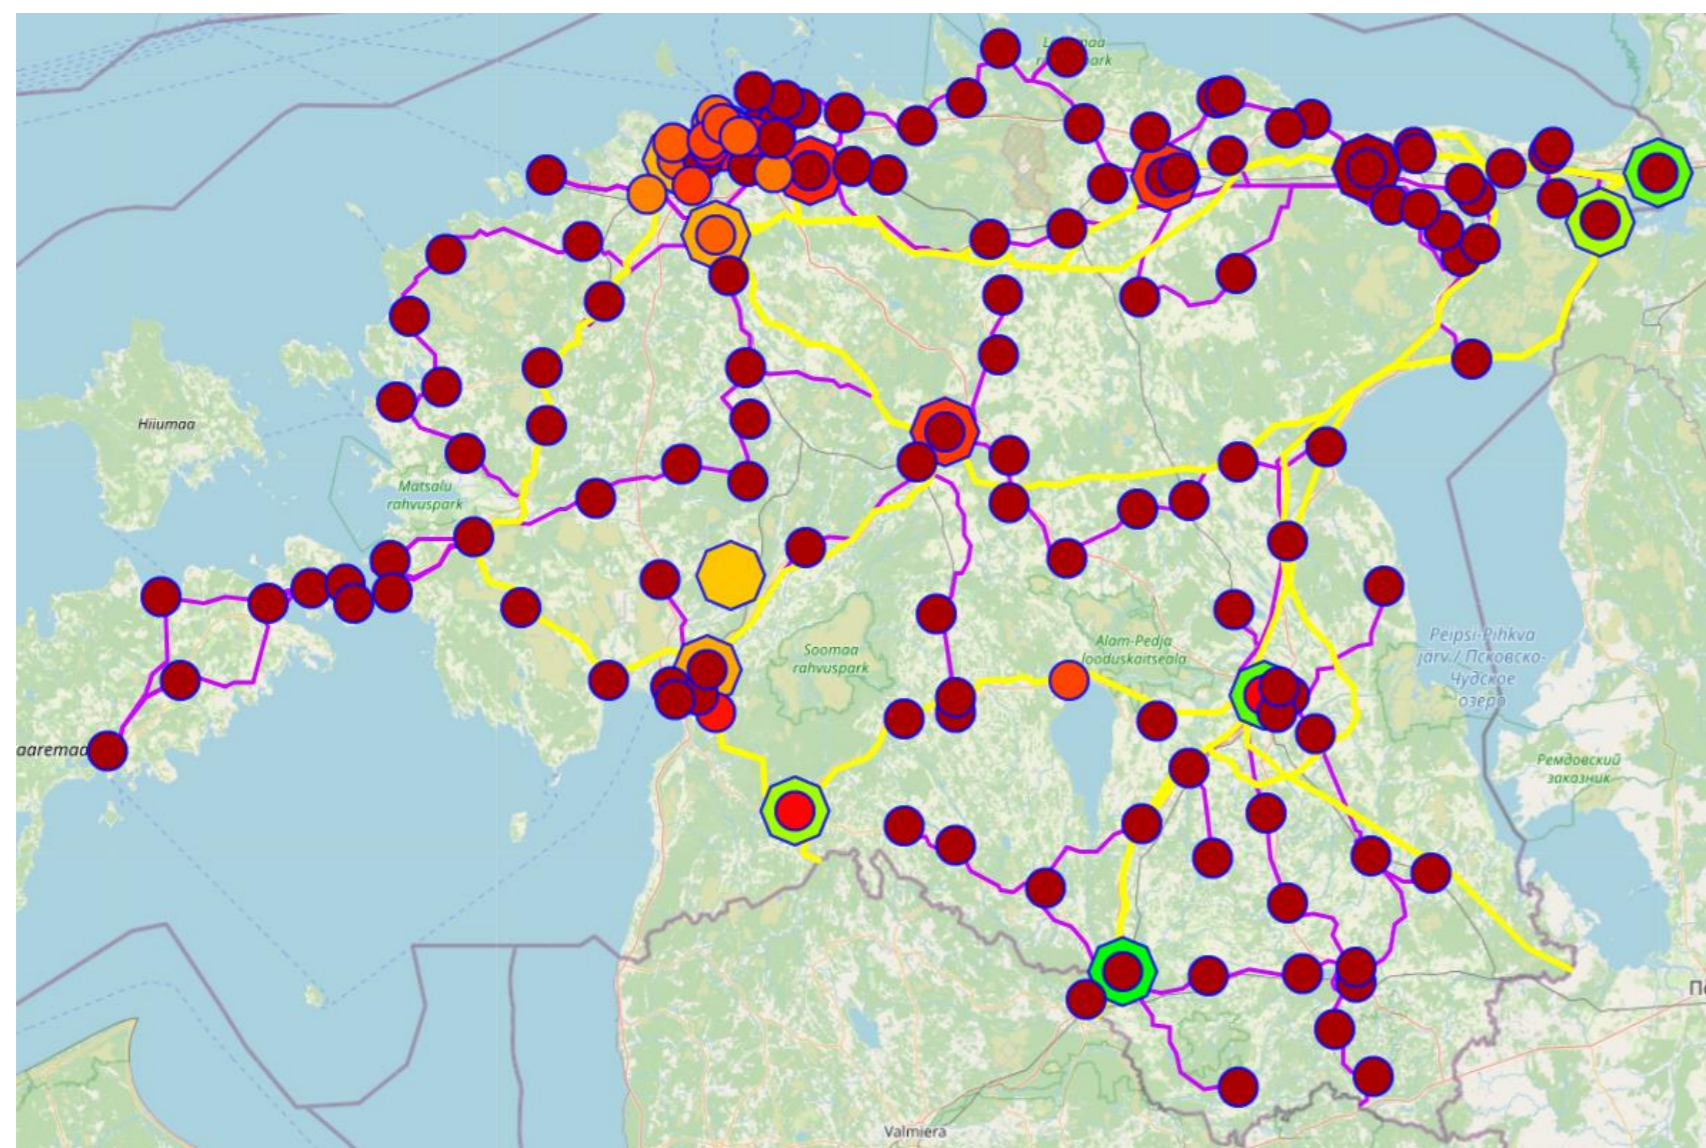 Hiiumaa
Matsalu
rahvuspark
Soomaa
rahvuspark
Alam-Pedja
looduskaitseala
Peipsi-Pihkva
järv / Псковско-
Чудское
озеро
aaremaa
Ремдовский
заказник
Valmiera